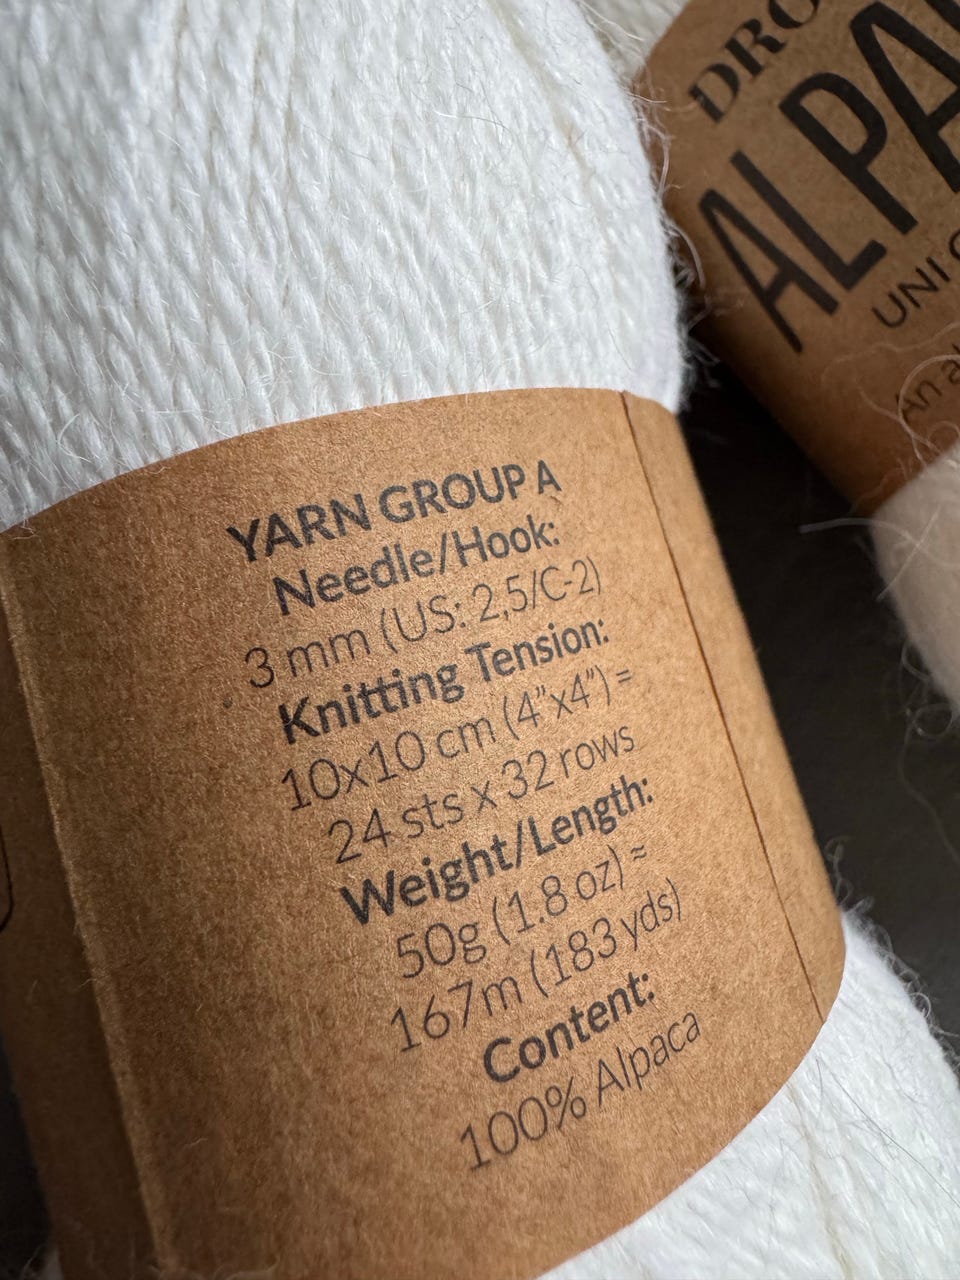 YARN GROUP A
Needle/Hook:
3 mm (US: 2,5/C-2)
Knitting Tension:
10x10 cm (4”x4”) =
24 sts x 32 rows
Weight/Length:
50g (1.8 oz) ≈
167m (183 yds)
Content:
100% Alpaca
DRO
ALPA
UNI
An a